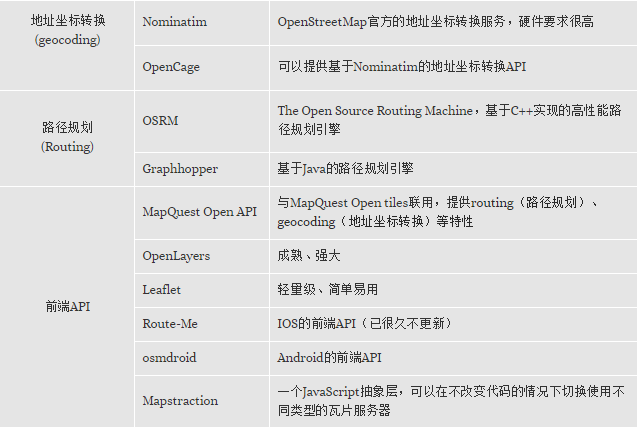 地址坐标转换
(geocoding)
Nominatim
OpenStreetMap官方的地址坐标转换服务，硬件要求很高
OpenCage
可以提供基于Nominatim的地址坐标转换API
路径规划
(Routing)
OSRM
The Open Source Routing Machine，基于C++实现的高性能路
径规划引擎
Graphhopper
基于Java的路径规划引擎
前端API
MapQuest Open API
与MapQuest Open tiles联用，提供routing（路径规划）、
geocoding（地址坐标转换）等特性
OpenLayers
成熟、强大
Leaflet
轻量级、简单易用
Route-Me
IOS的前端API（已很久不更新）
osmdroid
Android的前端API
Mapstraction
一个JavaScript抽象层，可以在不改变代码的情况下切换使用不
同类型的瓦片服务器